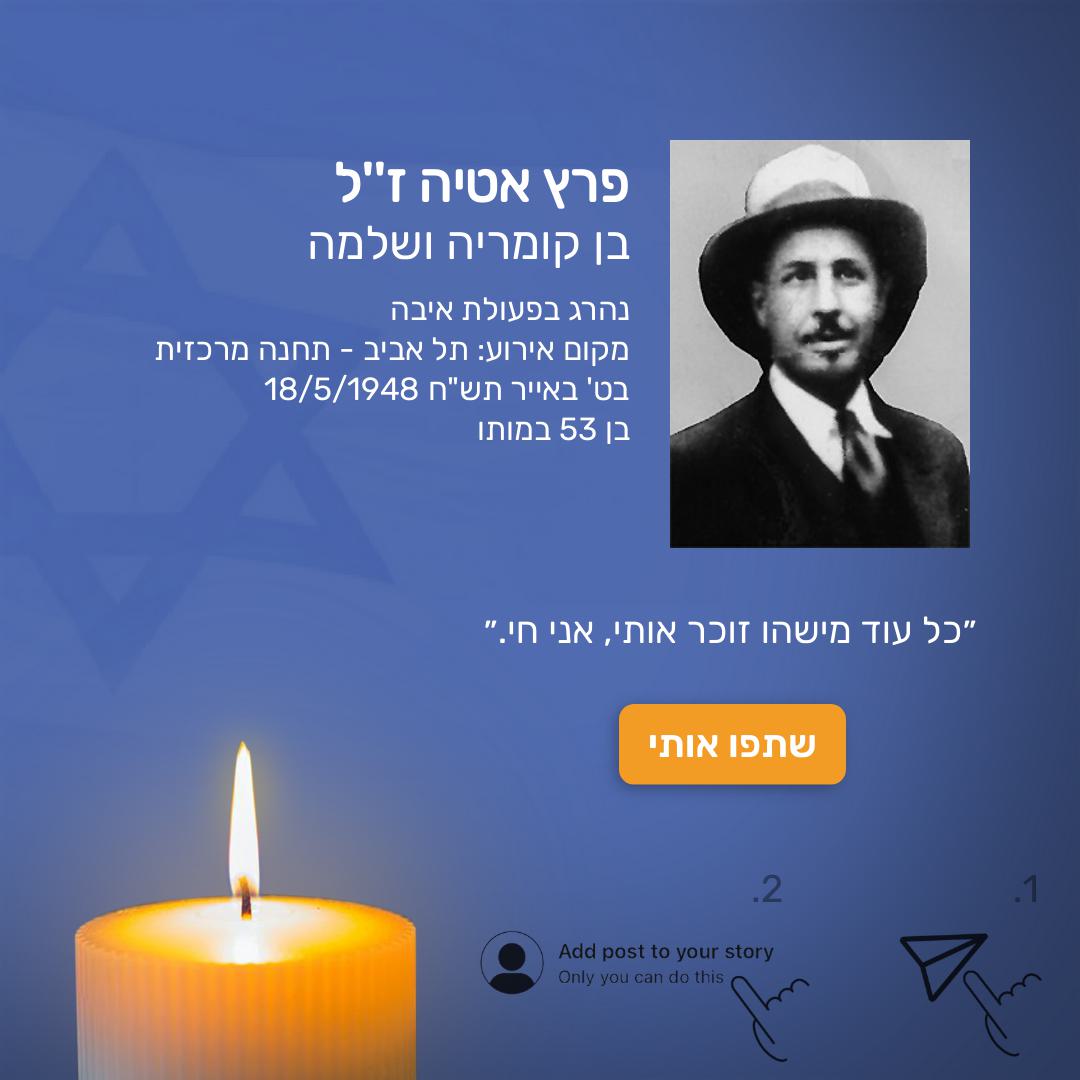 פרץ אטיה ז"ל
בן קומריה ושלמה
נהרג בפעולת איבה
מקום אירוע: תל אביב - תחנה מרכזית
בט' באייר תש"ח 18/5/1948
בן 53 במותו
״כל עוד מישהו זוכר אותי, אני חי.״
שתפו אותי
1.
2.
Add post to your story
Only you can do this